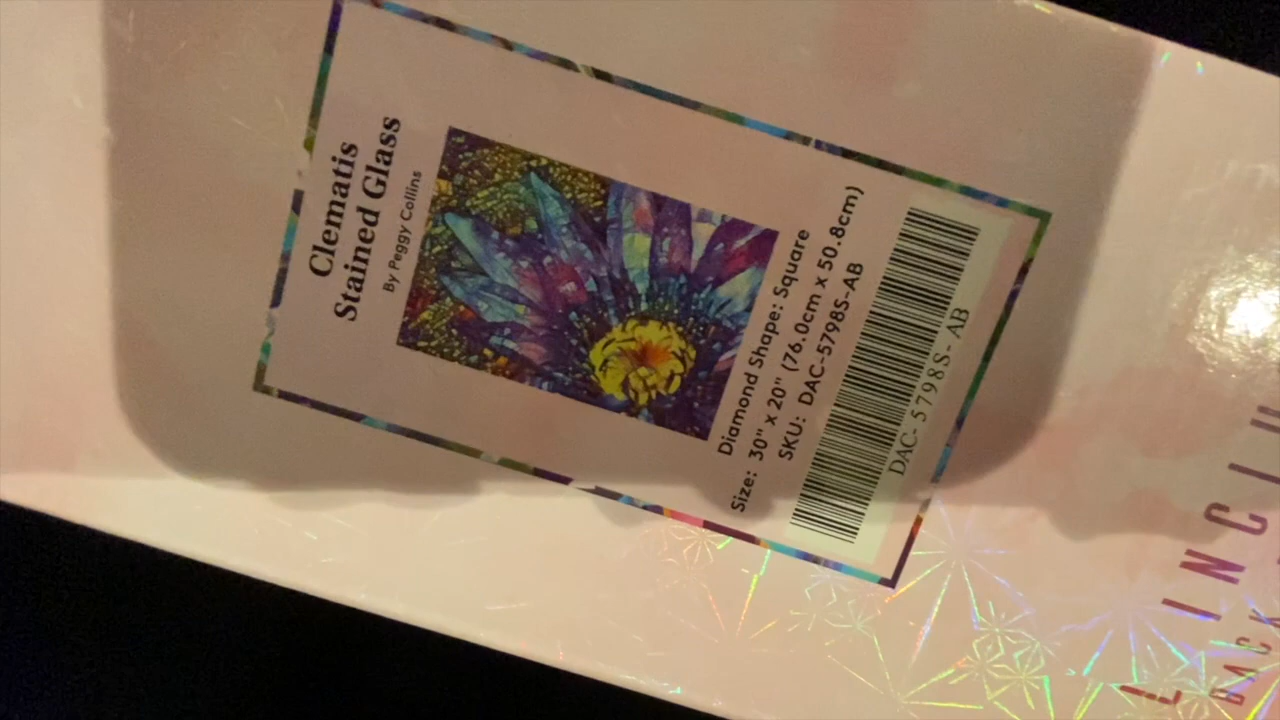 Clematis
Stained Glass
By Peggy Collins
Diamond Shape: Square
Size: 30" x 20" (76.0cm x 50.8cm)
SKU: DAC-5798S-AB
DAC- 5798S- AB